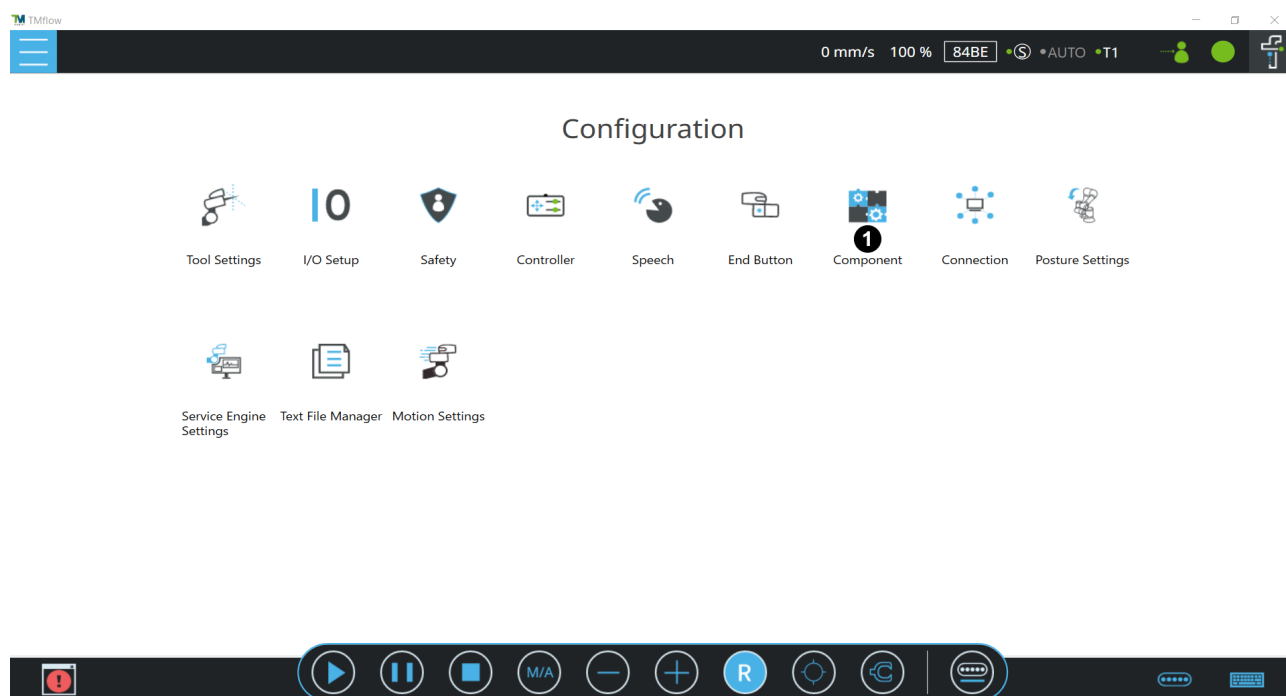 TM TMflow
0 mm/s 100 % 84BE S AUTO T1
Configuration
IO
1
Tool Settings I/O Setup Safety Controller Speech End Button Component Connection Posture Settings
Service Engine Text File Manager Motion Settings
Settings
M/A R C